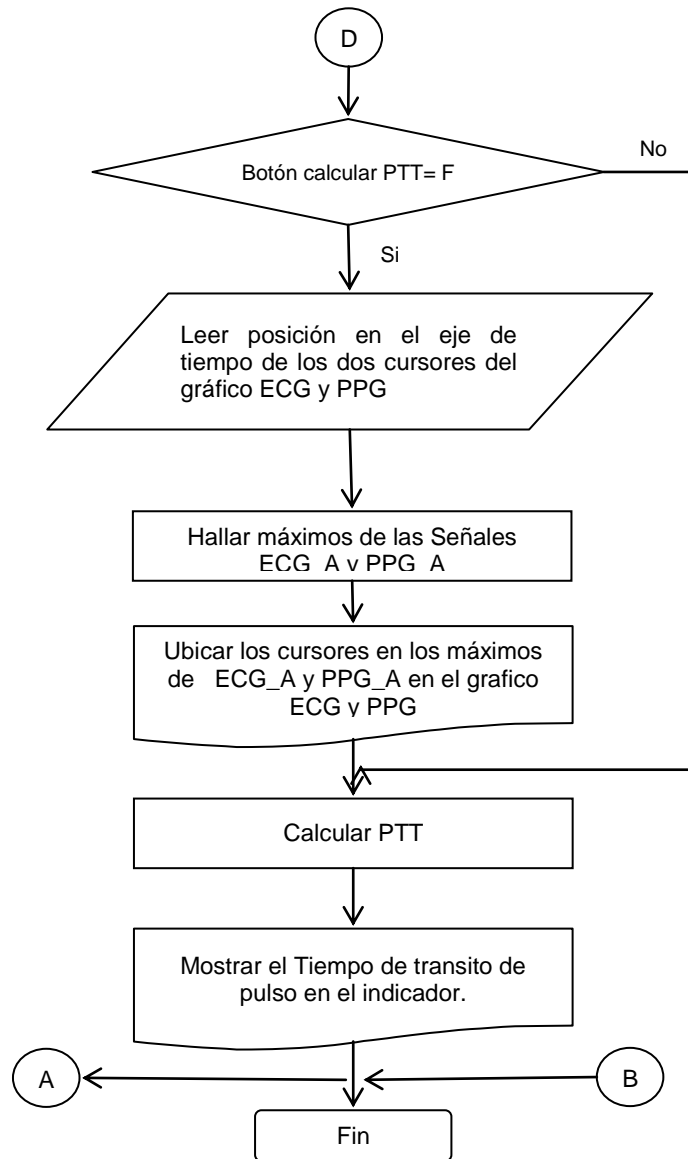 D
Botón calcular PTT= F
No
Si
Leer posición en el eje de
tiempo de los dos cursores del
gráfico ECG y PPG
Hallar máximos de las Señales
ECG_A y PPG_A
Ubicar los cursores en los máximos
de ECG_A y PPG_A en el grafico
ECG y PPG
Calcular PTT
Mostrar el Tiempo de transito de
pulso en el indicador.
A
B
Fin